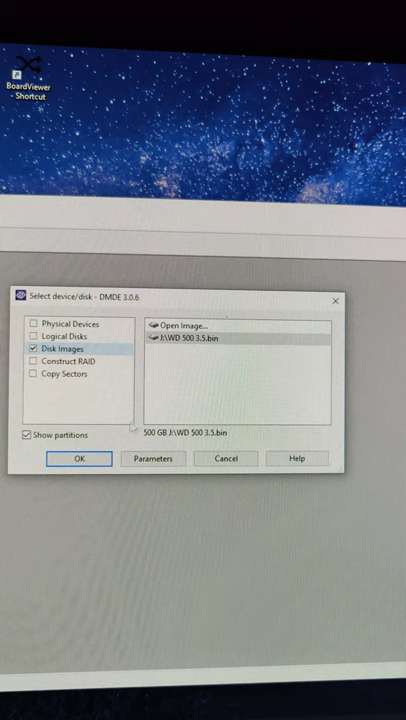 BoardViewer
- Shortcut
Select device/disk - DMDE 3.0.6
Physical Devices
Logical Disks
Disk Images
Construct RAID
Copy Sectors
Open Image...
J:\WD 500 3.5.bin
Show partitions
500 GB J:\WD 500 3.5.bin
OK
Parameters
Cancel
Help